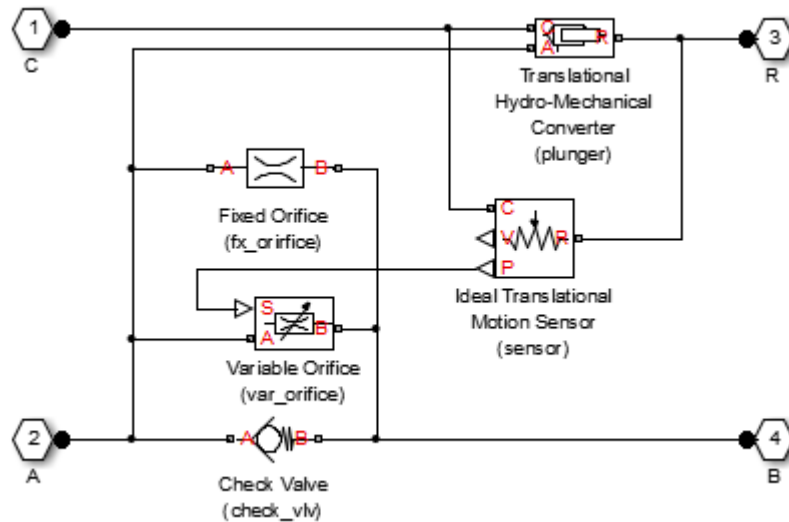 1
C
C
A
R
3
R
Translational
Hydro-Mechanical
Converter
(plunger)
A
B
Fixed Orifice
(fx_orirfice)
C
V
R
P
Ideal Translational
Motion Sensor
(sensor)
S
A
B
Variable Orifice
(var_orifice)
2
A
A
B
Check Valve
(check_vlv)
4
B